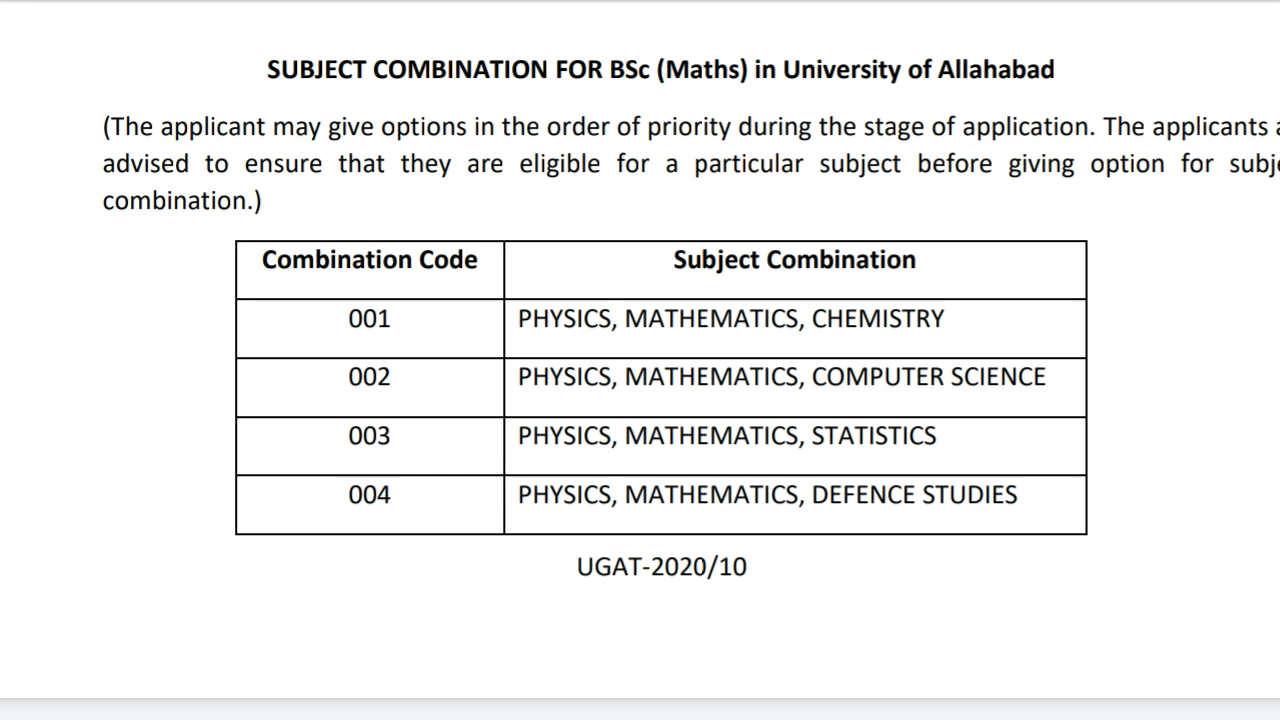 SUBJECT COMBINATION FOR BSc (Maths) in University of Allahabad
(The applicant may give options in the order of priority during the stage of application. The applicants
advised to ensure that they are eligible for a particular subject before giving option for
combination.)
Combination Code Subject Combination
001 PHYSICS, MATHEMATICS, CHEMISTRY
002 PHYSICS, MATHEMATICS, COMPUTER SCIENCE
003 PHYSICS, MATHEMATICS, STATISTICS
004 PHYSICS, MATHEMATICS, DEFENCE STUDIES
UGAT-2020/10